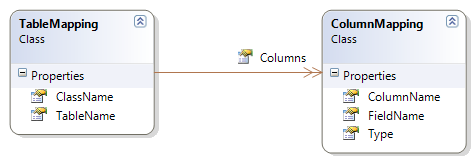 TableMapping
Class
Properties
ClassName
TableName
Columns
ColumnMapping
Class
Properties
ColumnName
FieldName
Type